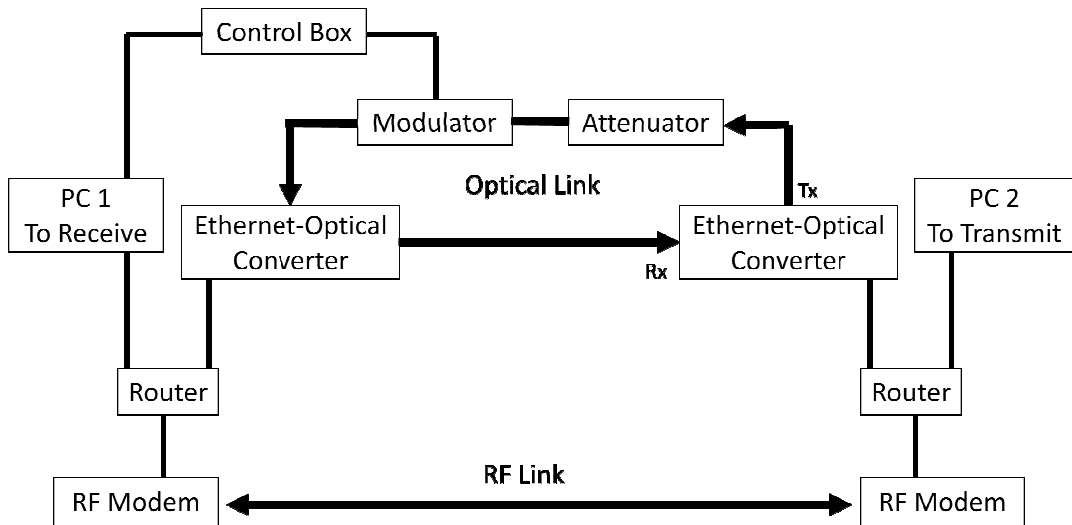 Control Box
Modulator
Attenuator
Optical Link
PC 1
To Receive
Ethernet-Optical
Converter
Tx
Rx
Ethernet-Optical
Converter
PC 2
To Transmit
Router
Router
RF Link
RF Modem
RF Modem